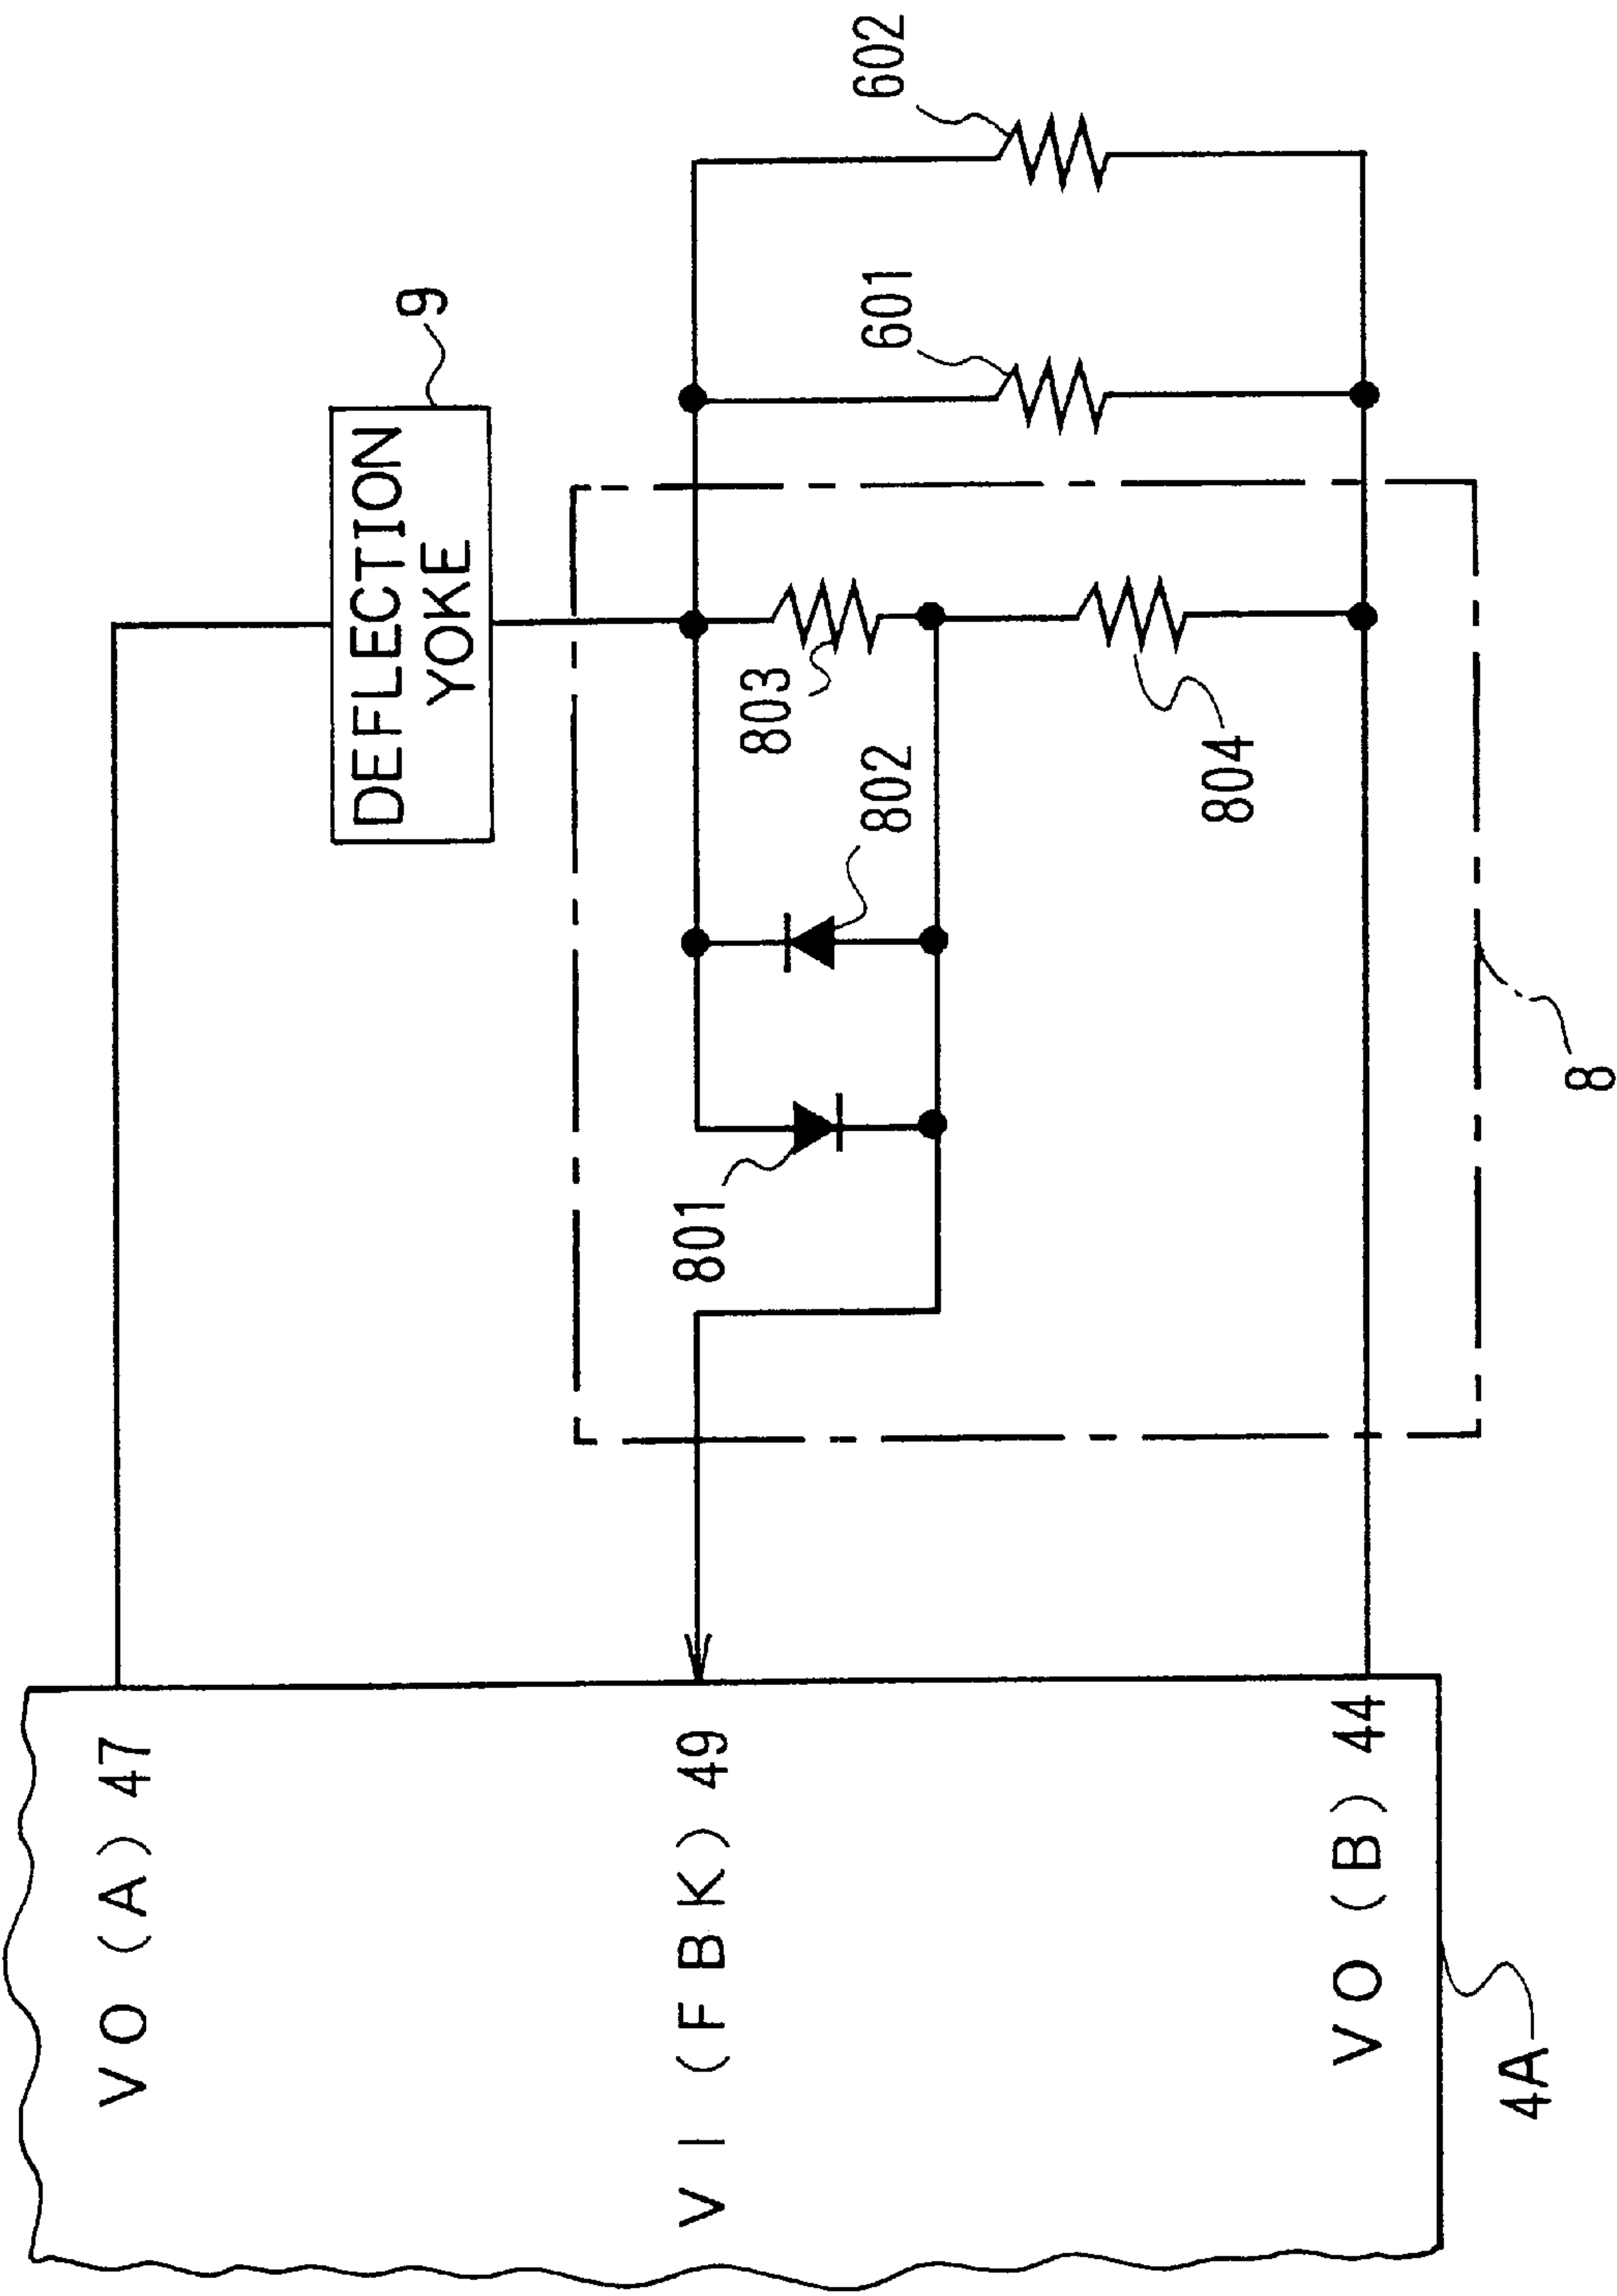 VO (A) 47
VI (FBK) 49
VO (B) 44
4A
DEFLECTION
YOKE
9
801
802
803
804
8
601
602